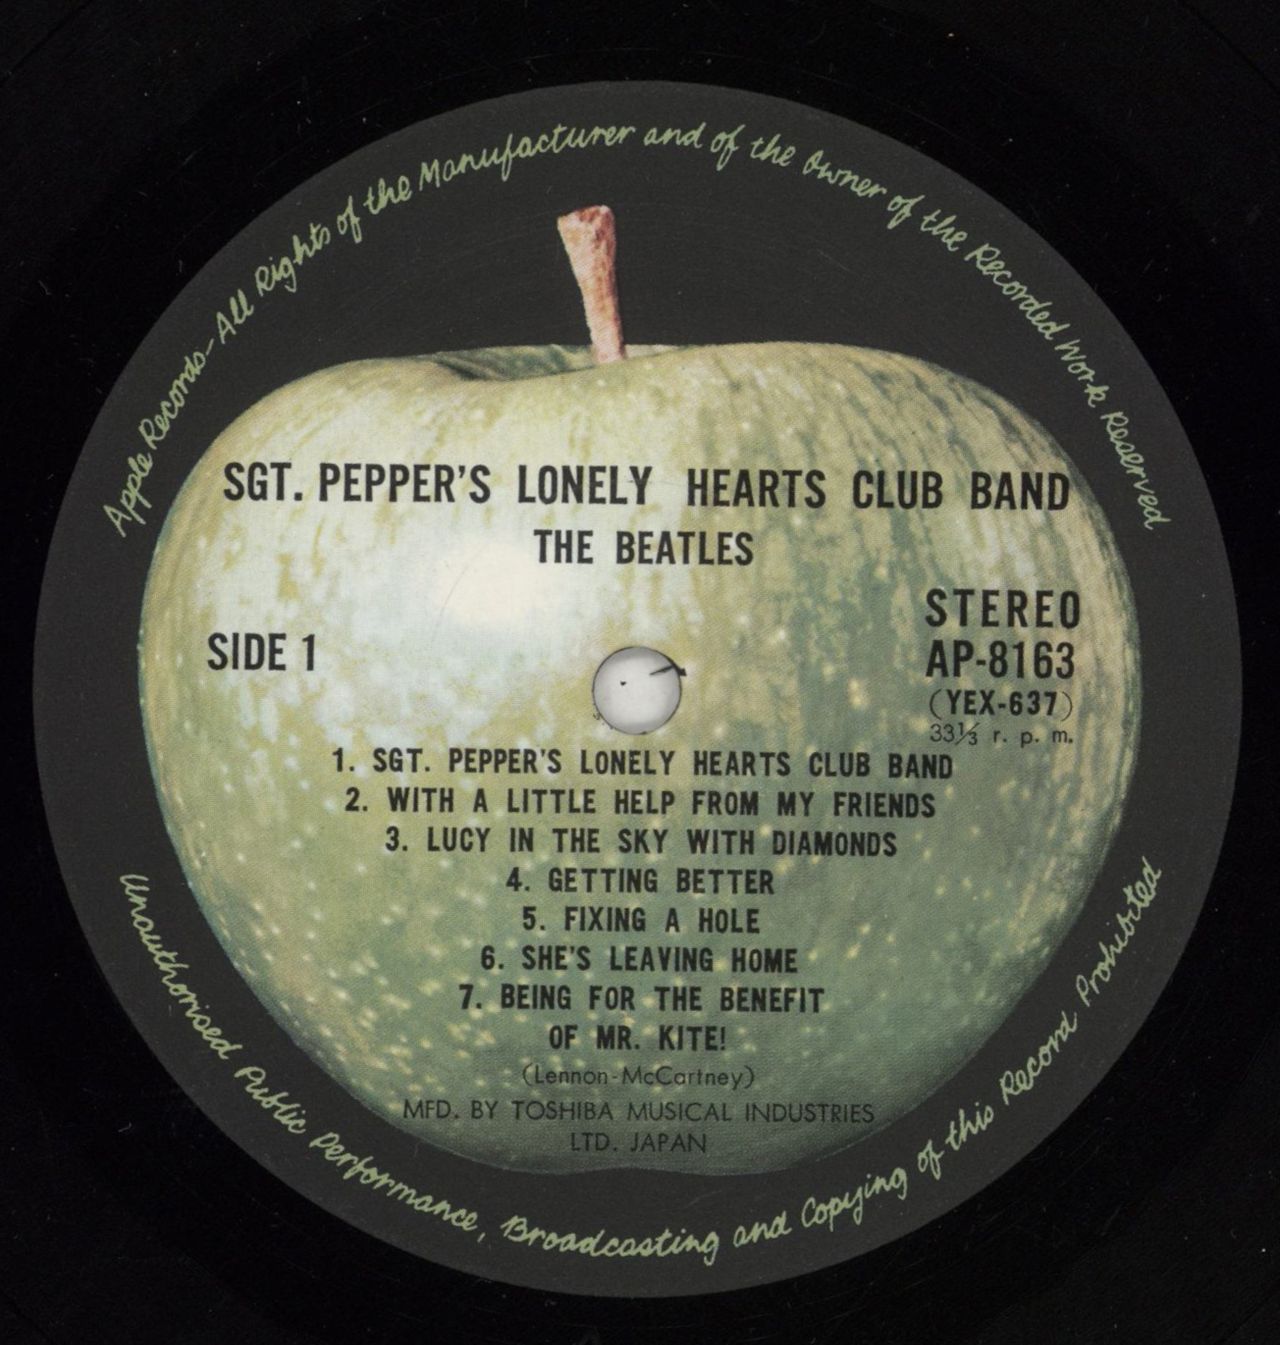 Apple Records-All Rights of the Manufacturer and of the Owner of the Recorded Work Reserved
SGT. PEPPER'S LONELY HEARTS CLUB BAND
THE BEATLES
STEREO
SIDE 1
AP-8163
(YEX-637)
33⅓ r. p. m.
1. SGT. PEPPER'S LONELY HEARTS CLUB BAND
2. WITH A LITTLE HELP FROM MY FRIENDS
3. LUCY IN THE SKY WITH DIAMONDS
4. GETTING BETTER
5. FIXING A HOLE
6. SHE'S LEAVING HOME
7. BEING FOR THE BENEFIT
OF MR. KITE!
(Lennon-McCartney)
MFD. BY TOSHIBA MUSICAL INDUSTRIES
LTD. JAPAN
Unauthorised Public Performance, Broadcasting and Copying of this Record Prohibited